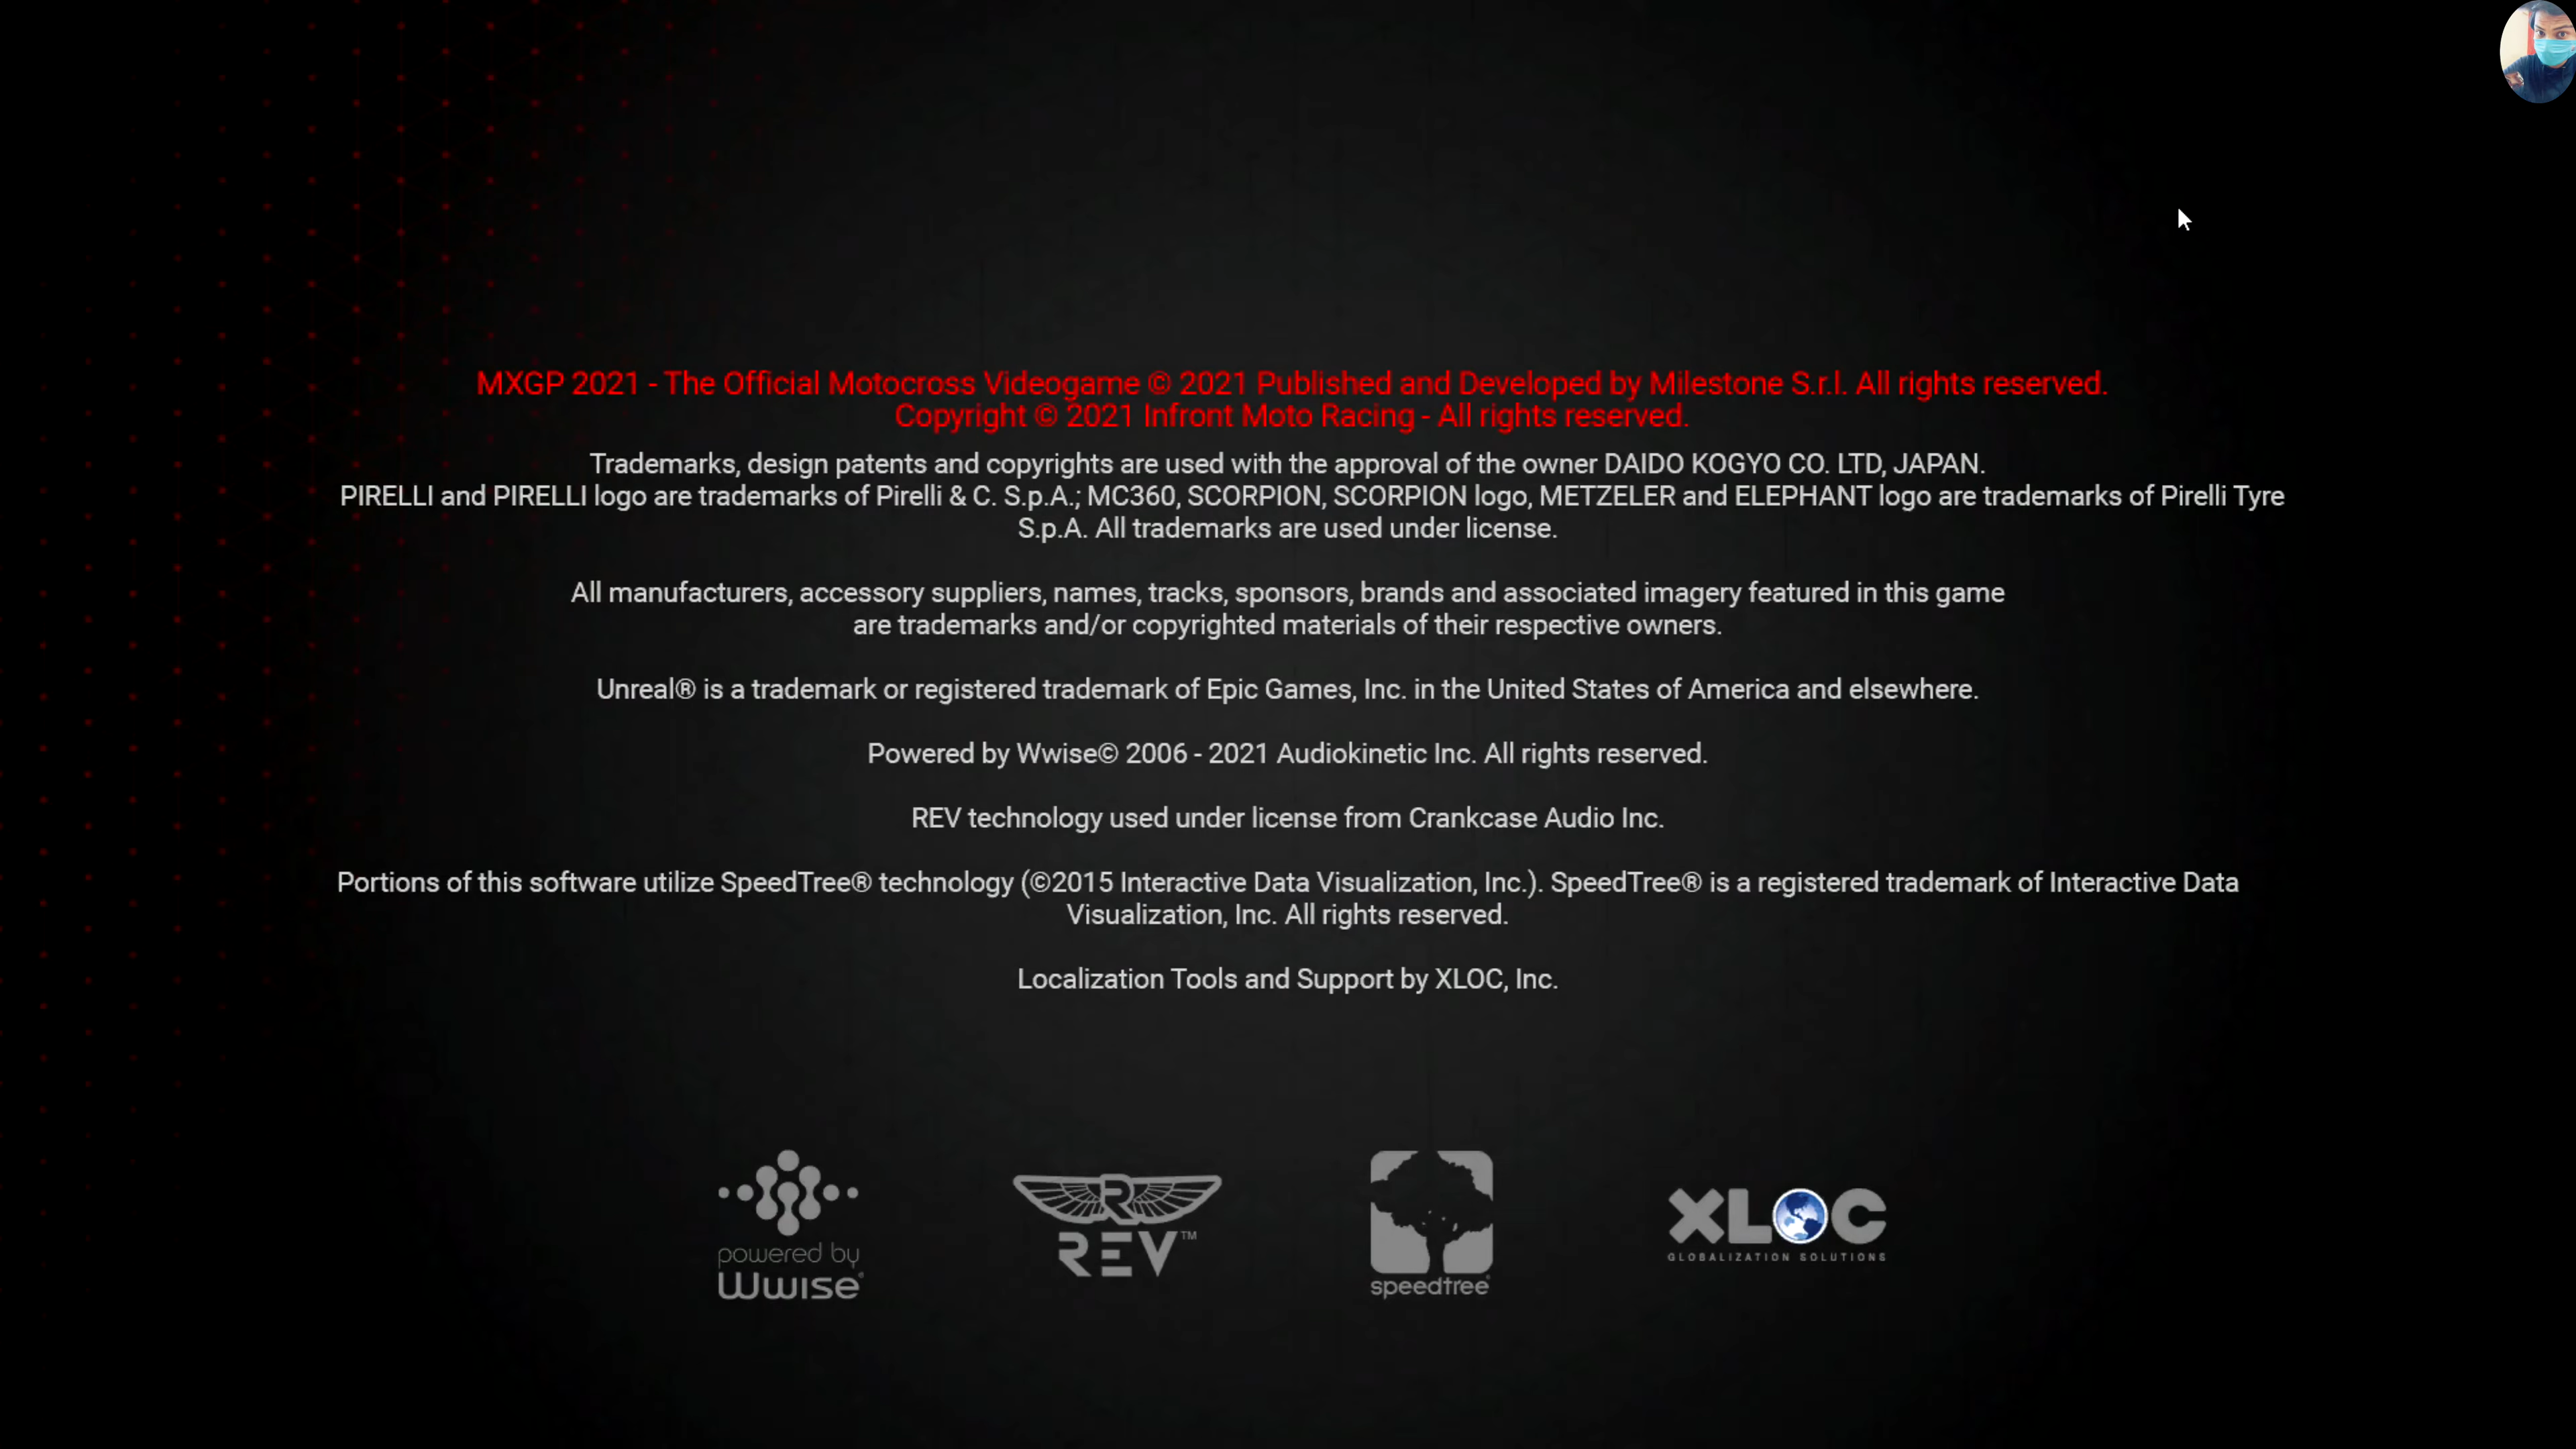 MXGP 2021 - The Official Motocross Videogame © 2021 Published and Developed by Milestone S.r.l. All rights reserved.
Copyright © 2021 Infront Moto Racing - All rights reserved.
Trademarks, design patents and copyrights are used with the approval of the owner DAIDO KOGYO CO. LTD, JAPAN.
PIRELLI and PIRELLI logo are trademarks of Pirelli & C. S.p.A.; MC360, SCORPION, SCORPION logo, METZELER and ELEPHANT logo are trademarks of Pirelli Tyre
S.p.A. All trademarks are used under license.
All manufacturers, accessory suppliers, names, tracks, sponsors, brands and associated imagery featured in this game
are trademarks and/or copyrighted materials of their respective owners.
Unreal® is a trademark or registered trademark of Epic Games, Inc. in the United States of America and elsewhere.
Powered by Wwise© 2006 - 2021 Audiokinetic Inc. All rights reserved.
REV technology used under license from Crankcase Audio Inc.
Portions of this software utilize SpeedTree® technology (©2015 Interactive Data Visualization, Inc.). SpeedTree® is a registered trademark of Interactive Data
Visualization, Inc. All rights reserved.
Localization Tools and Support by XLOC, Inc.
powered by
Wwise®
R
REV™
speedtree®
XLOC
GLOBALIZATION SOLUTIONS